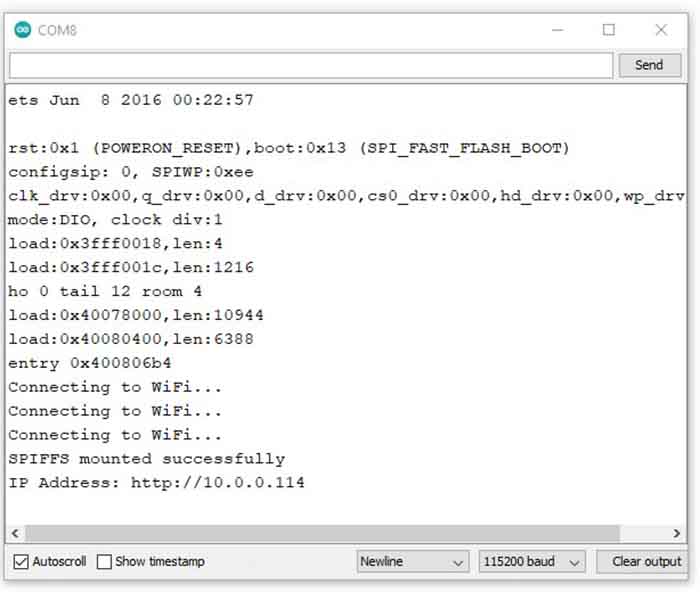 COM8
Send
ets Jun  8 2016 00:22:57
rst:0x1 (POWERON_RESET),boot:0x13 (SPI_FAST_FLASH_BOOT)
configsip: 0, SPIWP:0xee
clk_drv:0x00,q_drv:0x00,d_drv:0x00,cs0_drv:0x00,hd_drv:0x00,wp_drv
mode:DIO, clock div:1
load:0x3fff0018,len:4
load:0x3fff001c,len:1216
ho 0 tail 12 room 4
load:0x40078000,len:10944
load:0x40080400,len:6388
entry 0x400806b4
Connecting to WiFi...
Connecting to WiFi...
Connecting to WiFi...
SPIFFS mounted successfully
IP Address: http://10.0.0.114
Autoscroll Show timestamp Newline 115200 baud Clear output